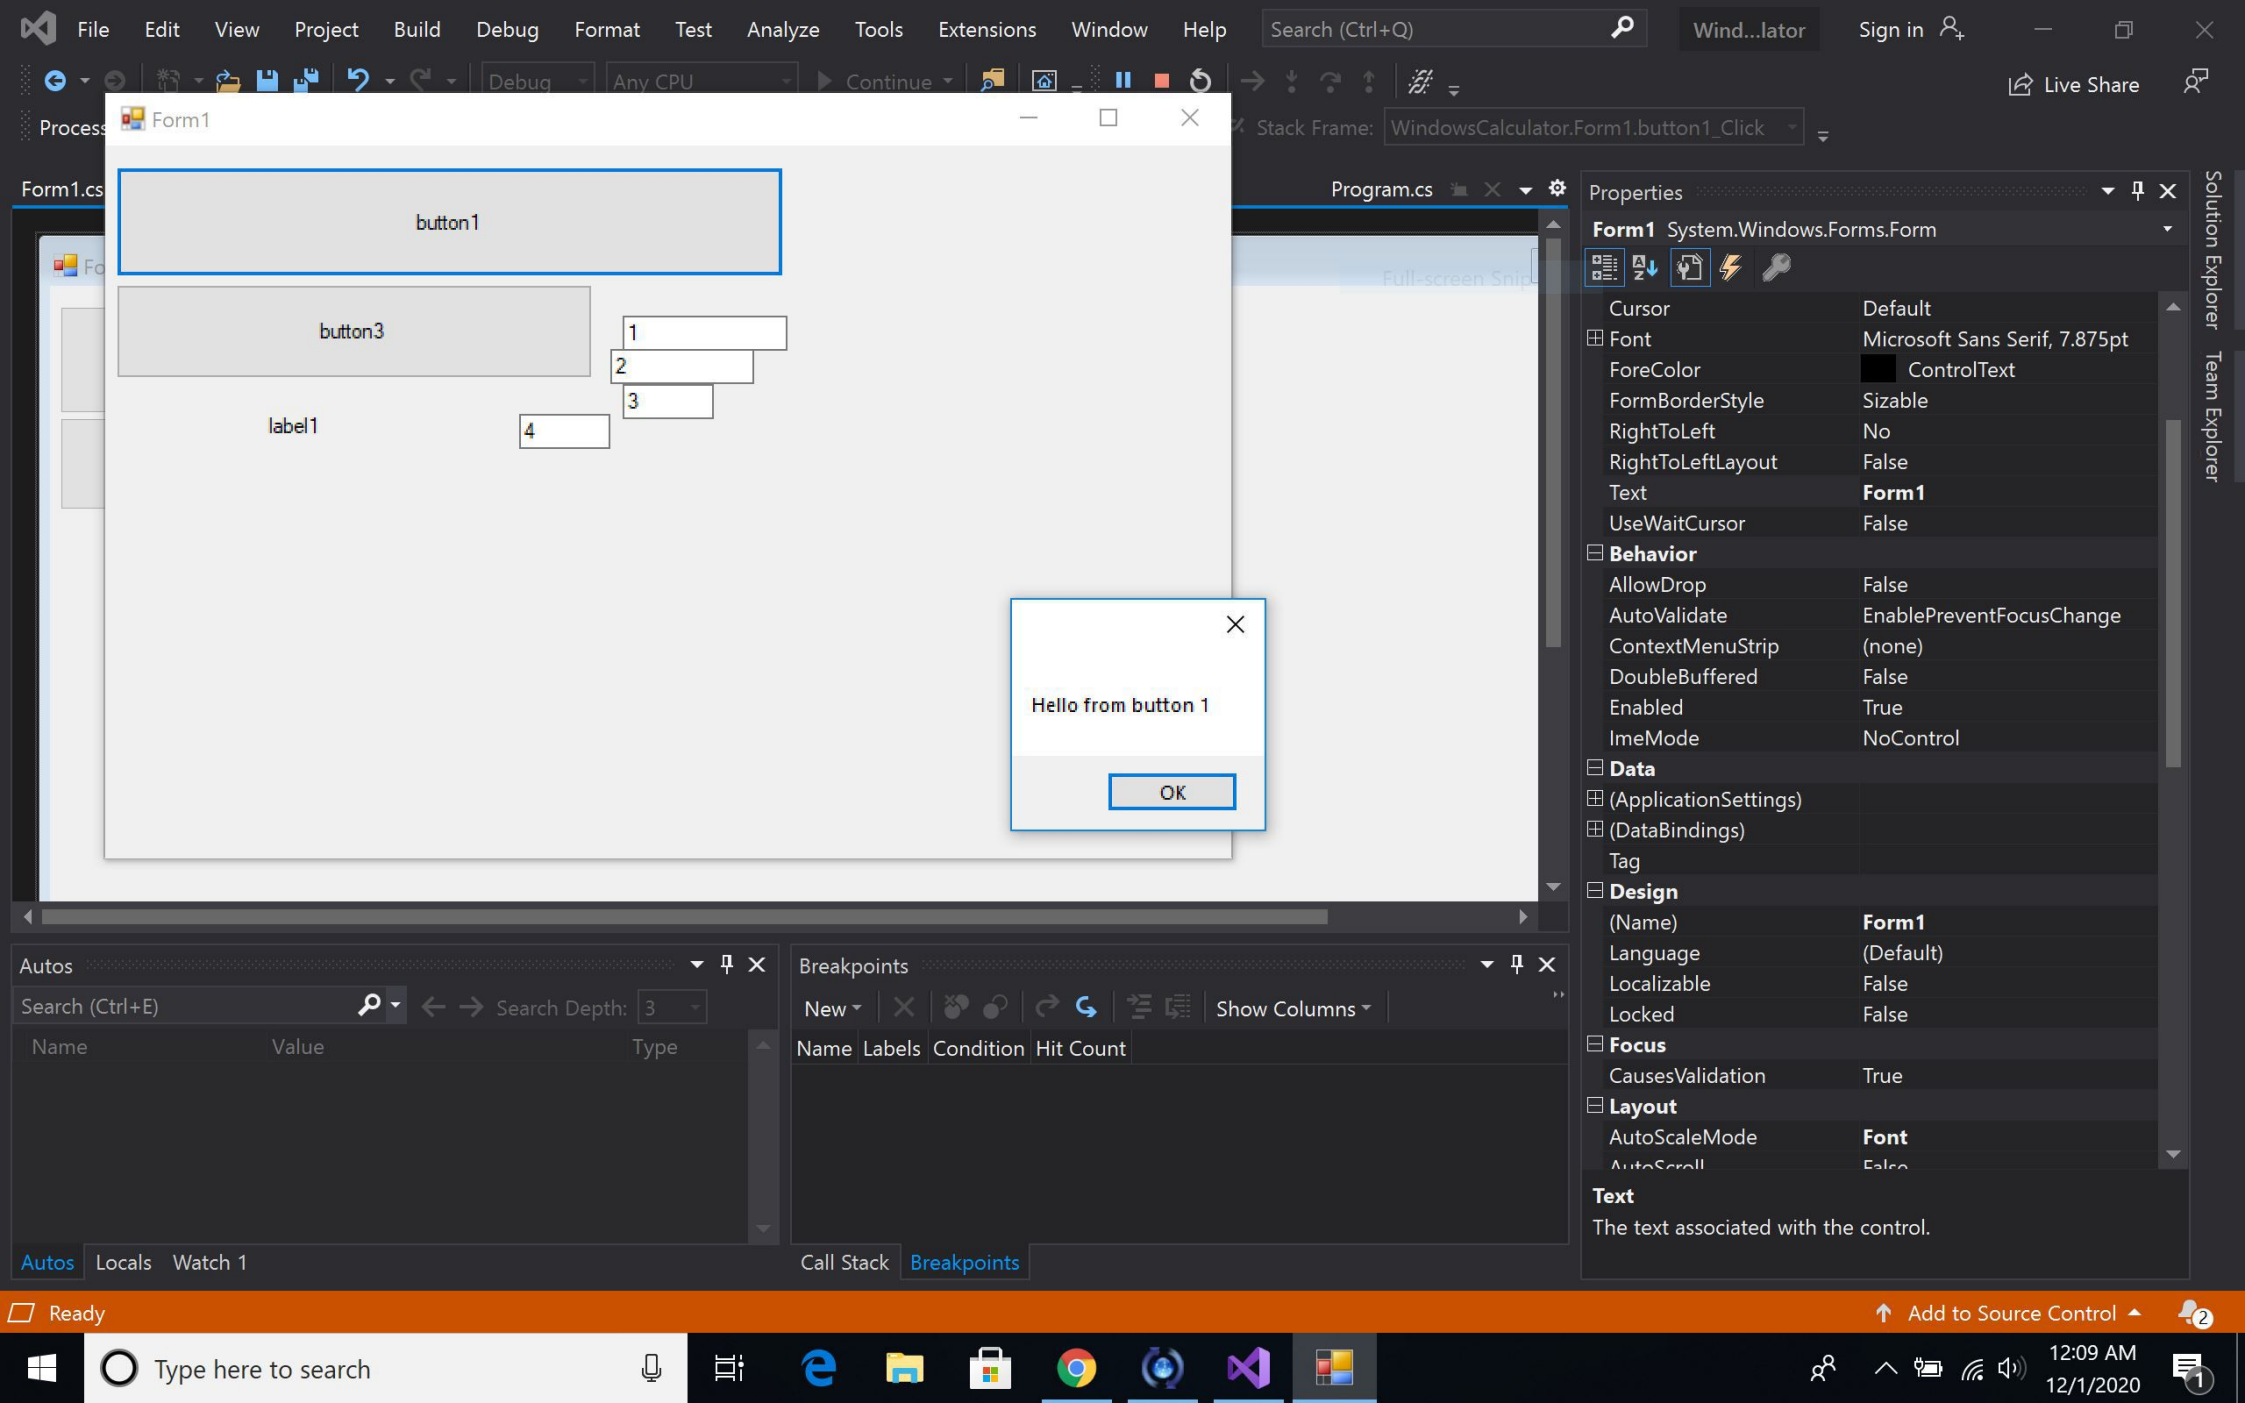 File Edit View Project Build Debug Format Test Analyze Tools Extensions Window Help Search (Ctrl+Q) Wind...lator Sign in
Debug Any CPU Continue Live Share
Process Stack Frame: WindowsCalculator.Form1.button1_Click
Form1
Form1.cs Program.cs
button1
Fo
Full-screen Snip
button3
1
2
3
label1
4
Hello from button 1
OK
Properties
Form1 System.Windows.Forms.Form
Cursor Default
Font Microsoft Sans Serif, 7.875pt
ForeColor ControlText
FormBorderStyle Sizable
RightToLeft No
RightToLeftLayout False
Text Form1
UseWaitCursor False
Behavior
AllowDrop False
AutoValidate EnablePreventFocusChange
ContextMenuStrip (none)
DoubleBuffered False
Enabled True
ImeMode NoControl
Data
(ApplicationSettings)
(DataBindings)
Tag
Design
(Name) Form1
Language (Default)
Localizable False
Locked False
Focus
CausesValidation True
Layout
AutoScaleMode Font
AutoScroll False
Text
The text associated with the control.
Solution Explorer
Team Explorer
Autos
Search (Ctrl+E) Search Depth: 3
Name Value Type
Autos Locals Watch 1
Breakpoints
New Show Columns
Name Labels Condition Hit Count
Call Stack Breakpoints
Ready Add to Source Control 2
Type here to search
12:09 AM
12/1/2020
1